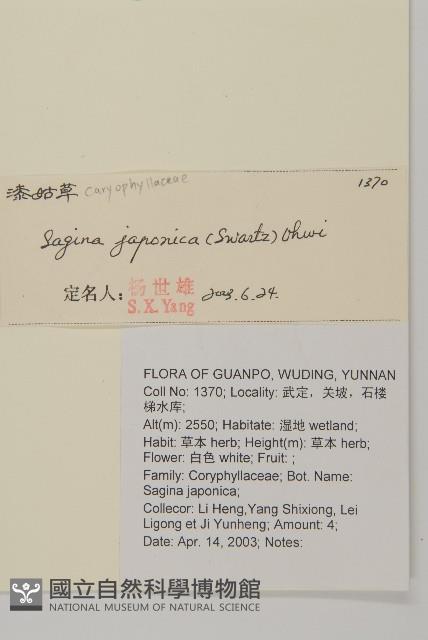 漆姑草 Caryophyllaceae 1370
Sagina japonica (Swartz) Ohwi
定名人: 杨世雄 2003.6.24.
S.X. Yang
FLORA OF GUANPO, WUDING, YUNNAN
Coll No: 1370; Locality: 武定，关坡，石楼
梯水库;
Alt(m): 2550; Habitate: 湿地 wetland;
Habit: 草本 herb; Height(m): 草本 herb;
Flower: 白色 white; Fruit: ;
Family: Coryphyllaceae; Bot. Name:
Sagina japonica;
Collecor: Li Heng,Yang Shixiong, Lei
Ligong et Ji Yunheng; Amount: 4;
Date: Apr. 14, 2003; Notes:
國立自然科學博物館
NATIONAL MUSEUM OF NATURAL SCIENCE